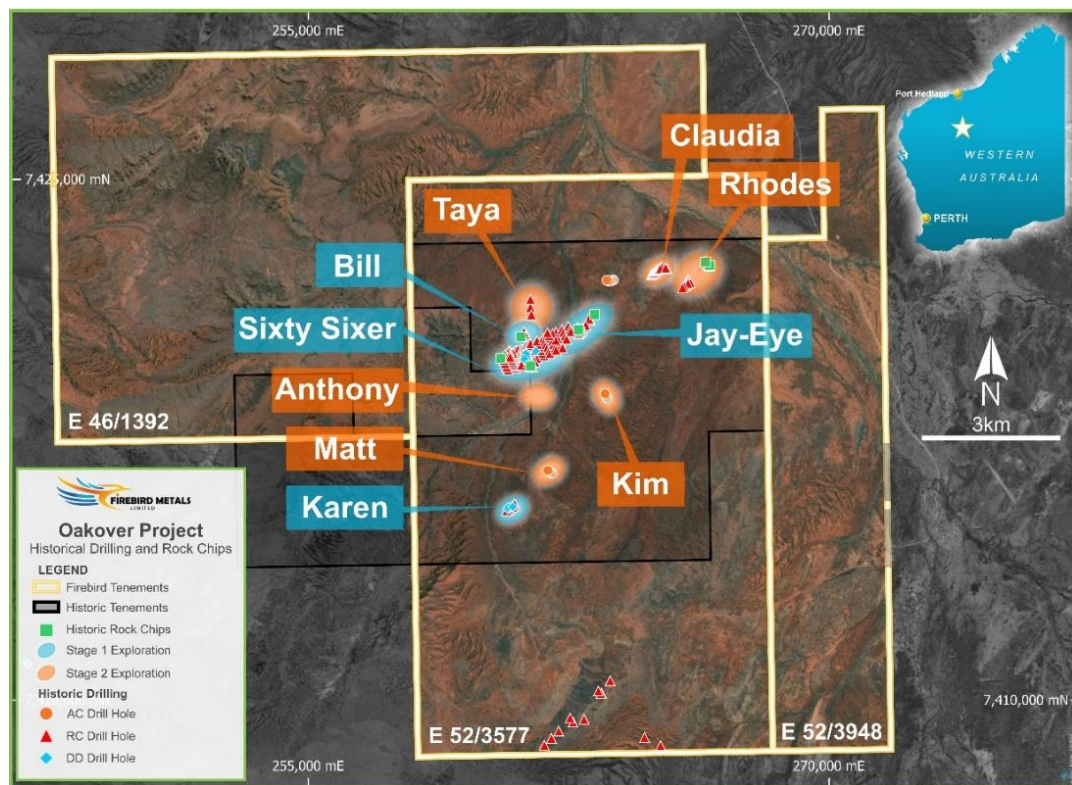 255,000 mE
270,000 mE
Port Hedland
WESTERN
AUSTRALIA
PERTH
7,425,000 mN
Claudia
Rhodes
Taya
Bill
Sixty Sixer
Jay-Eye
Anthony
N
3km
E 46/1392
Matt
Kim
Karen
FIREBIRD METALS
LIMITED
Oakover Project
Historical Drilling and Rock Chips
LEGEND
Firebird Tenements
Historic Tenements
Historic Rock Chips
Stage 1 Exploration
Stage 2 Exploration
Historic Drilling
AC Drill Hole
RC Drill Hole
DD Drill Hole
7,410,000 mN
E 52/3577
E 52/3948
255,000 mE
270,000 mE